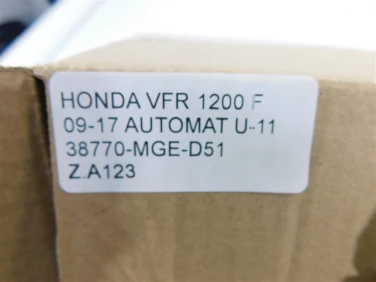 HONDA VFR 1200 F
09-17 AUTOMAT U-11
38770-MGE-D51
Z.A123